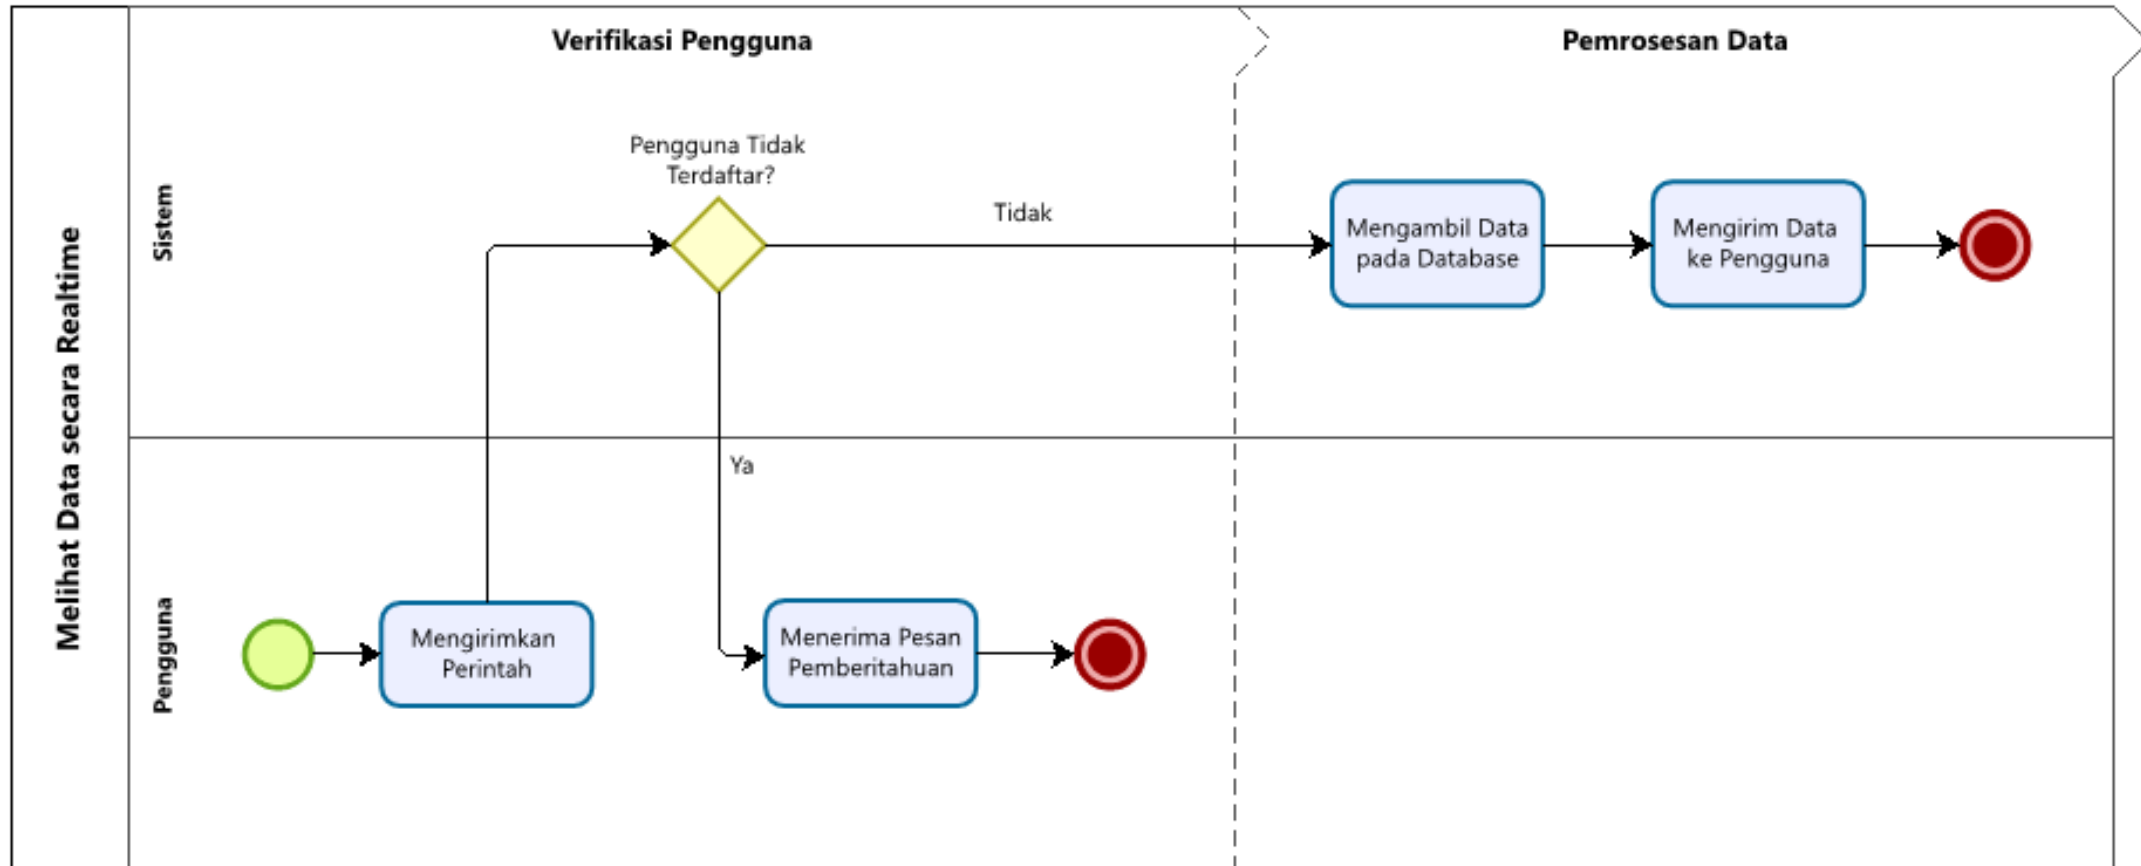 Melihat Data secara Realtime
Verifikasi Pengguna
Pemrosesan Data
Sistem
Pengguna Tidak
Terdaftar?
Tidak
Mengambil Data
pada Database
Mengirim Data
ke Pengguna
Ya
Pengguna
Mengirimkan
Perintah
Menerima Pesan
Pemberitahuan